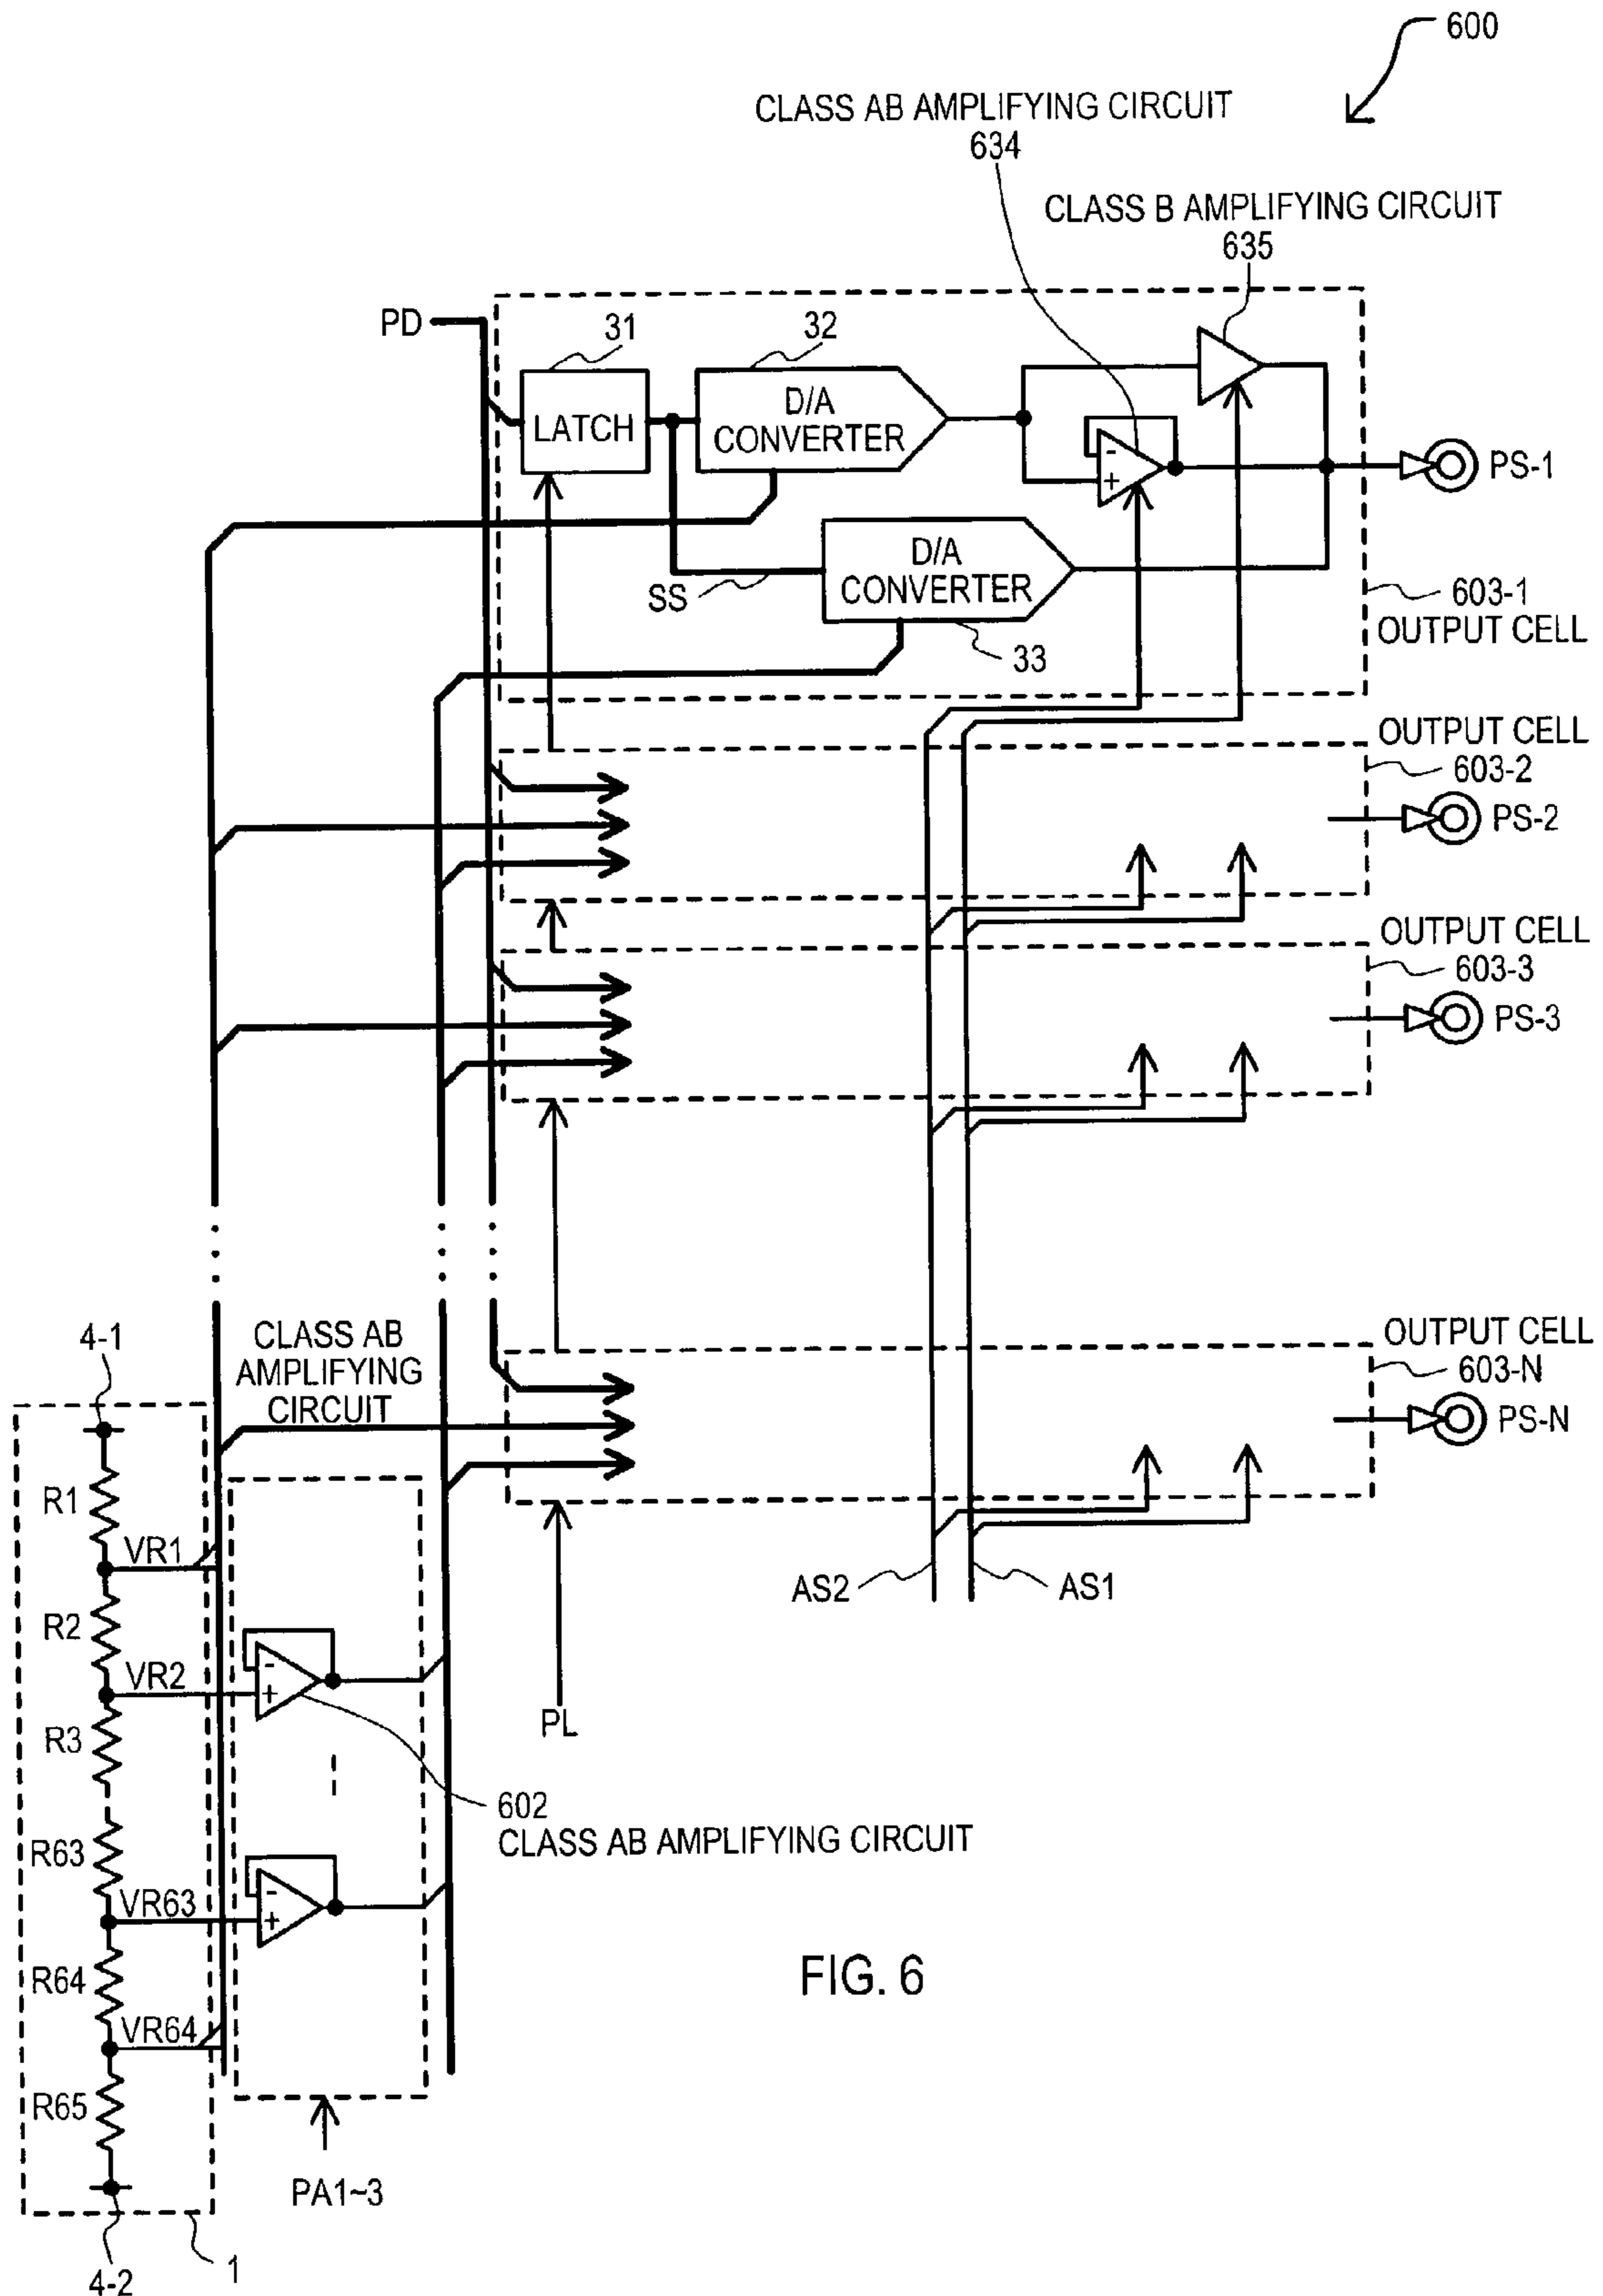 600
CLASS AB AMPLIFYING CIRCUIT
634
CLASS B AMPLIFYING CIRCUIT
635
PD
31
32
LATCH
D/A
CONVERTER
-
+
PS-1
D/A
CONVERTER
SS
33
603-1
OUTPUT CELL
OUTPUT CELL
603-2
PS-2
OUTPUT CELL
603-3
PS-3
4-1
CLASS AB
AMPLIFYING
CIRCUIT
OUTPUT CELL
603-N
PS-N
R1
VR1
AS2
AS1
R2
VR2
-
+
R3
PL
602
CLASS AB AMPLIFYING CIRCUIT
R63
VR63
-
+
R64
VR64
R65
PA1~3
1
4-2
FIG. 6